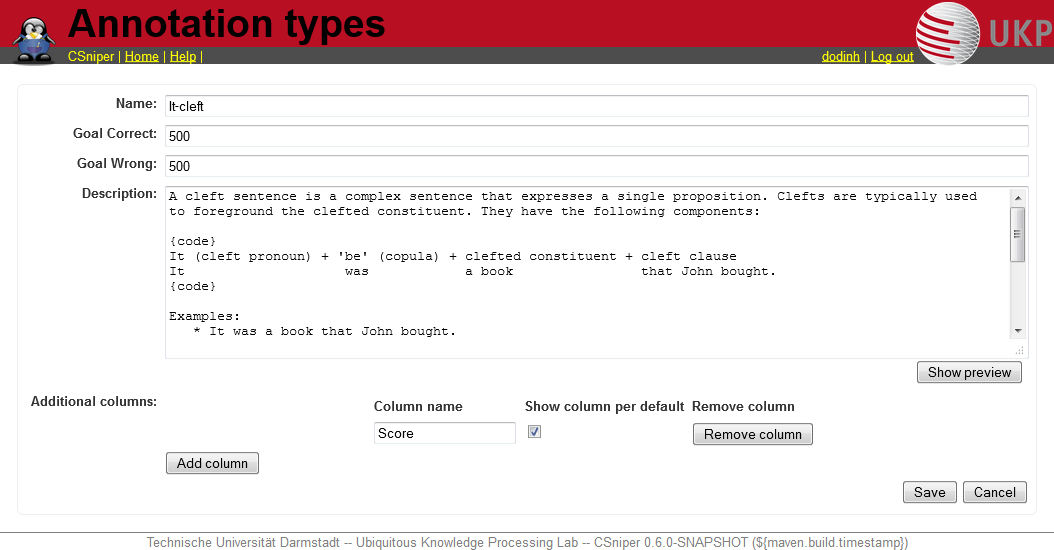 Annotation types
CSniper | Home | Help |
dodinh | Log out
UKP
Name: It-cleft
Goal Correct: 500
Goal Wrong: 500
Description: A cleft sentence is a complex sentence that expresses a single proposition. Clefts are typically used
to foreground the clefted constituent. They have the following components:
{code}
It (cleft pronoun) + 'be' (copula) + clefted constituent + cleft clause
It was a book that John bought.
{code}
Examples:
* It was a book that John bought.
Show preview
Additional columns:
Column name Show column per default Remove column
Score Remove column
Add column
Save Cancel
Technische Universität Darmstadt -- Ubiquitous Knowledge Processing Lab -- CSniper 0.6.0-SNAPSHOT (${maven.build.timestamp})